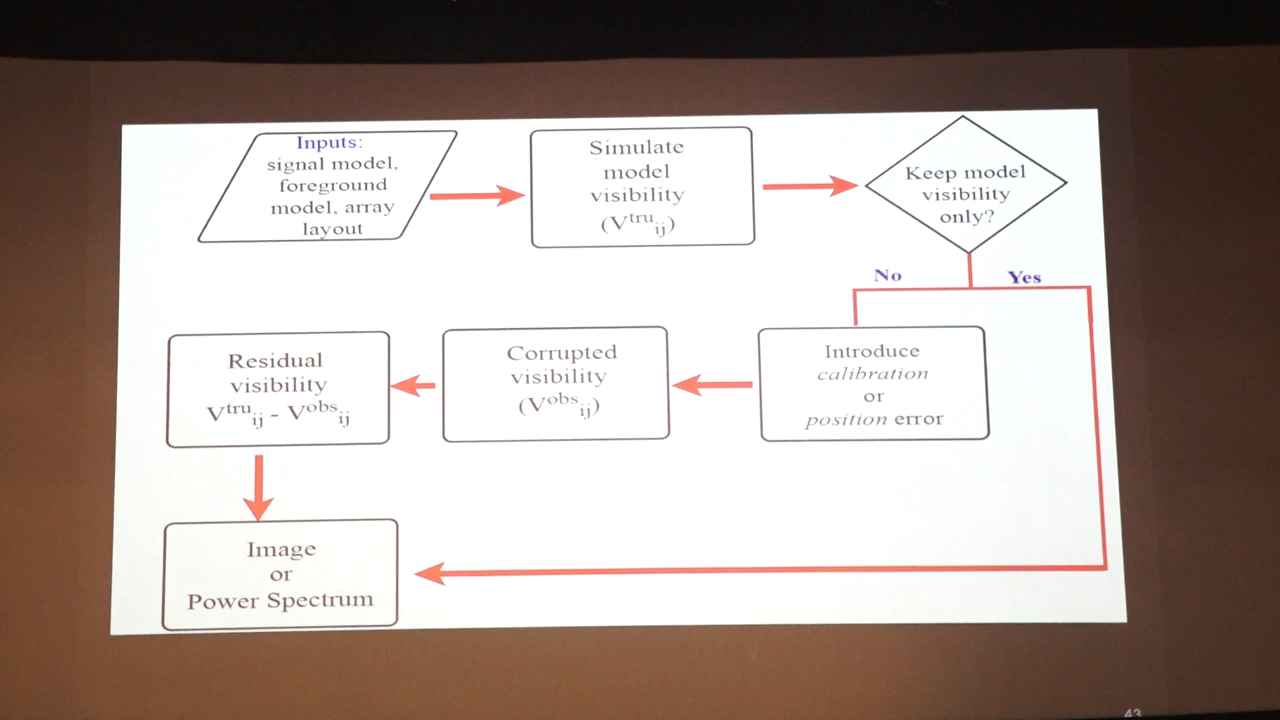 Inputs:
signal model,
foreground
model, array
layout
Simulate
model
visibility
(V^tru_ij)
Keep model
visibility
only?
No
Yes
Introduce
calibration
or
position error
Corrupted
visibility
(V^obs_ij)
Residual
visibility
V^tru_ij - V^obs_ij
Image
or
Power Spectrum
43